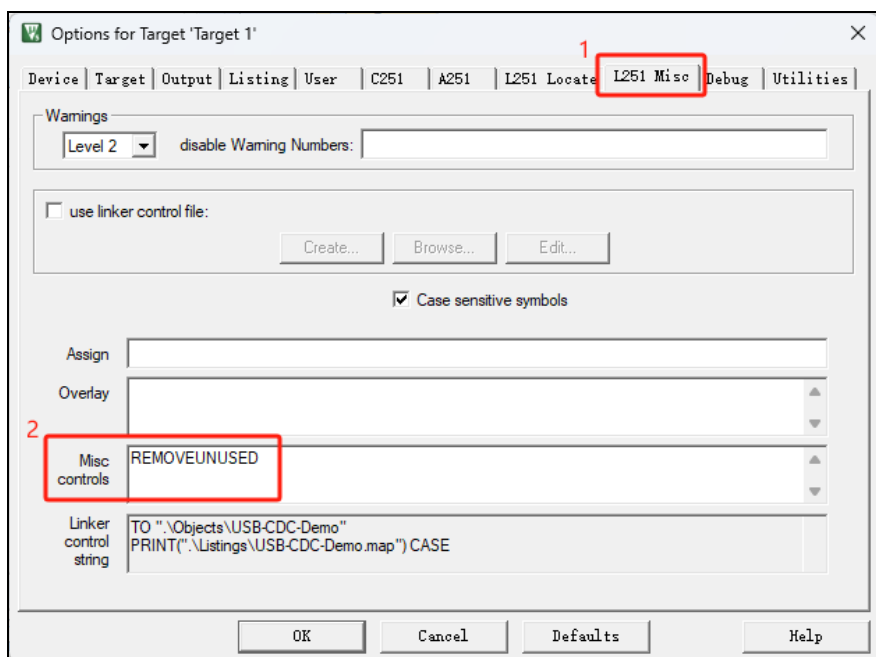 Options for Target 'Target 1'
1
Device Target Output Listing User C251 A251 L251 Locate L251 Misc Debug Utilities
Warnings
Level 2 disable Warning Numbers:
use linker control file:
Create... Browse... Edit...
Case sensitive symbols
Assign
Overlay
2
Misc controls
REMOVEUNUSED
Linker control string
TO ".\Objects\USB-CDC-Demo"
PRINT(".\Listings\USB-CDC-Demo.map") CASE
OK Cancel Defaults Help